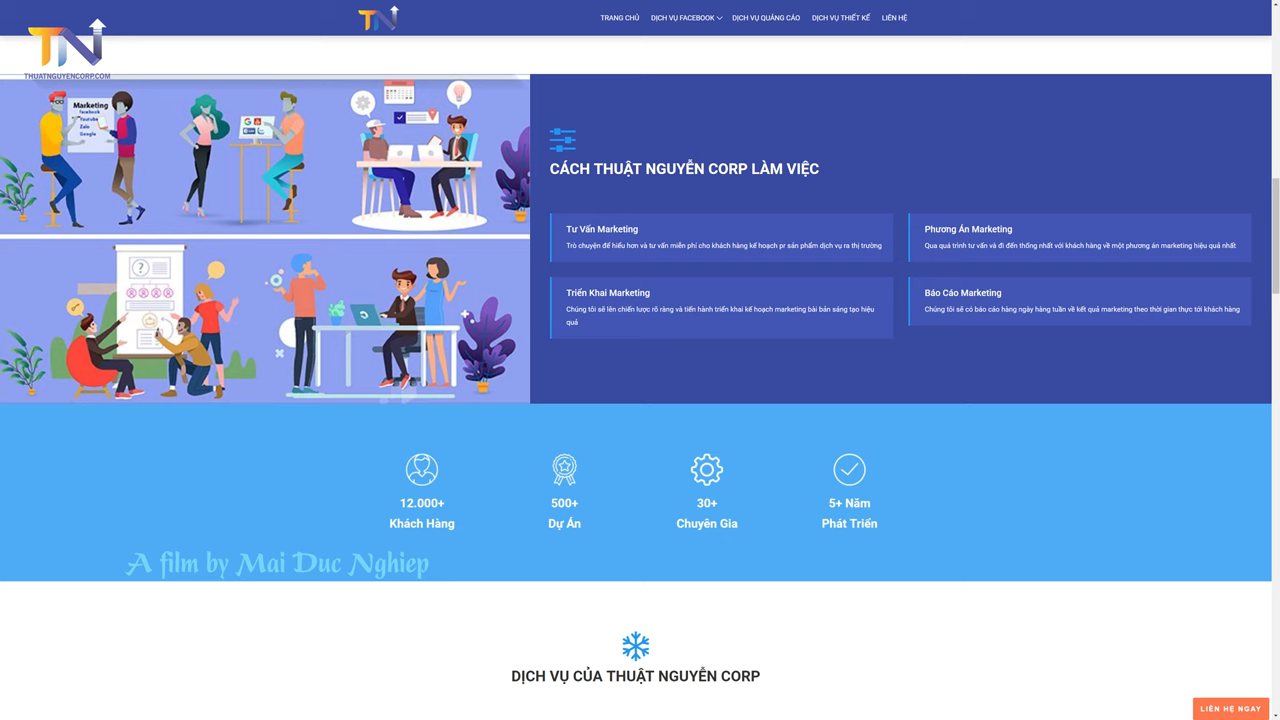 TN
TRANG CHỦ DỊCH VỤ FACEBOOK DỊCH VỤ QUẢNG CÁO DỊCH VỤ THIẾT KẾ LIÊN HỆ
TN
THUATNGUYENCORP.COM
Marketing
Facebook
Youtube
Zalo
Google
CÁCH THUẬT NGUYỄN CORP LÀM VIỆC
Tư Vấn Marketing
Trò chuyện để hiểu hơn và tư vấn miễn phí cho khách hàng kế hoạch pr sản phẩm dịch vụ ra thị trường
Phương Án Marketing
Qua quá trình tư vấn và đi đến thống nhất với khách hàng về một phương án marketing hiệu quả nhất
Triển Khai Marketing
Chúng tôi sẽ lên chiến lược rõ ràng và tiến hành triển khai kế hoạch marketing bài bản sáng tạo hiệu
quả
Báo Cáo Marketing
Chúng tôi sẽ có báo cáo hàng ngày hàng tuần về kết quả marketing theo thời gian thực tới khách hàng
12.000+
Khách Hàng
500+
Dự Án
30+
Chuyên Gia
5+ Năm
Phát Triển
A film by Mai Duc Nghiep
DỊCH VỤ CỦA THUẬT NGUYỄN CORP
LIÊN HỆ NGAY